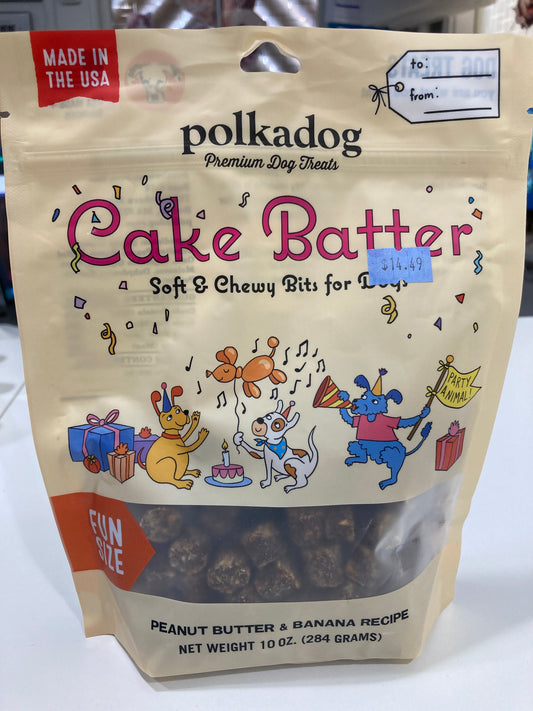 MADE IN
THE USA
to:
from:
polkadog
Premium Dog Treats
Cake Batter
$14.49
Soft & Chewy Bits for Dogs
PARTY
ANIMAL!
FUN
SIZE
PEANUT BUTTER & BANANA RECIPE
NET WEIGHT 10 OZ. (284 GRAMS)